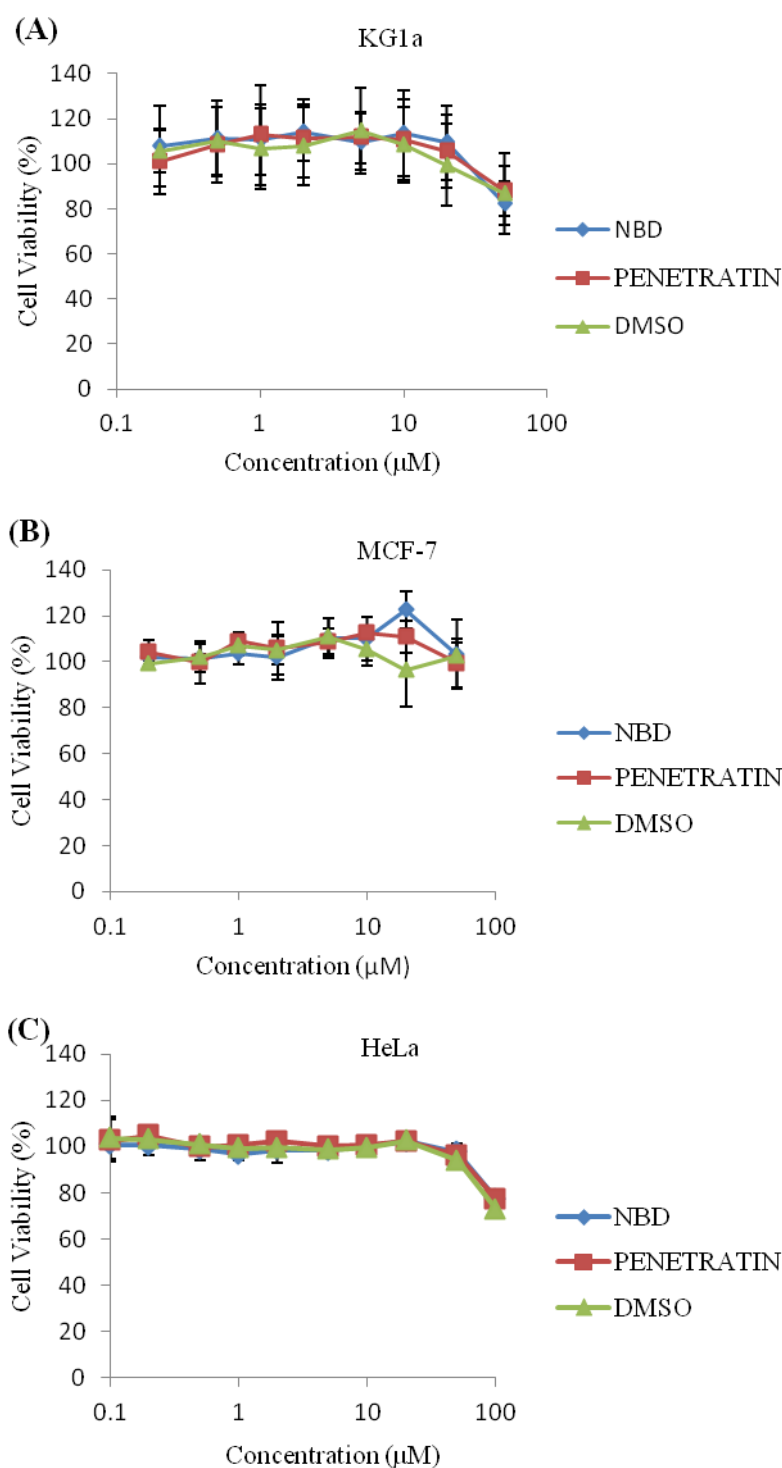 (A)
KG1a
140
120
100
80
60
40
20
0
Cell Viability (%)
0.1 1 10 100
Concentration (µM)
NBD
PENETRATIN
DMSO
(B)
MCF-7
140
120
100
80
60
40
20
0
Cell Viability (%)
0.1 1 10 100
Concentration (µM)
NBD
PENETRATIN
DMSO
(C)
HeLa
140
120
100
80
60
40
20
0
Cell Viability (%)
0.1 1 10 100
Concentration (µM)
NBD
PENETRATIN
DMSO